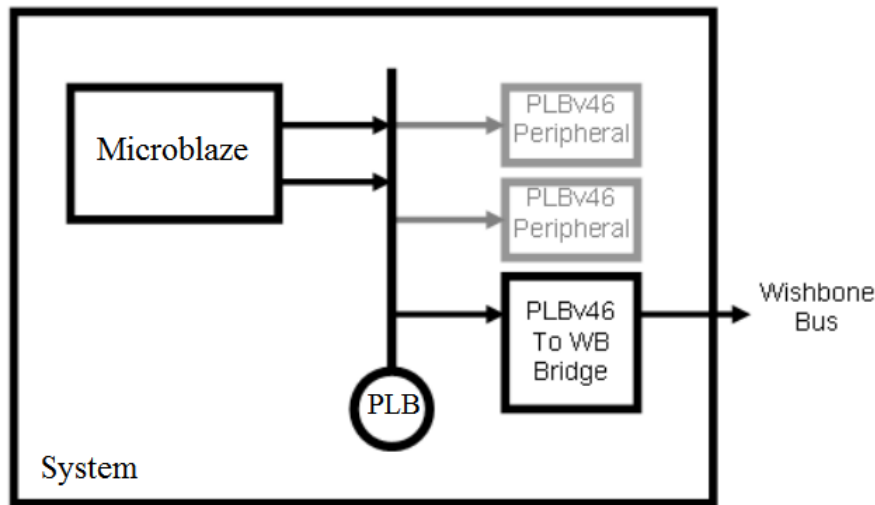 Microblaze
PLBv46
Peripheral
PLBv46
Peripheral
PLBv46
To WB
Bridge
Wishbone
Bus
PLB
System